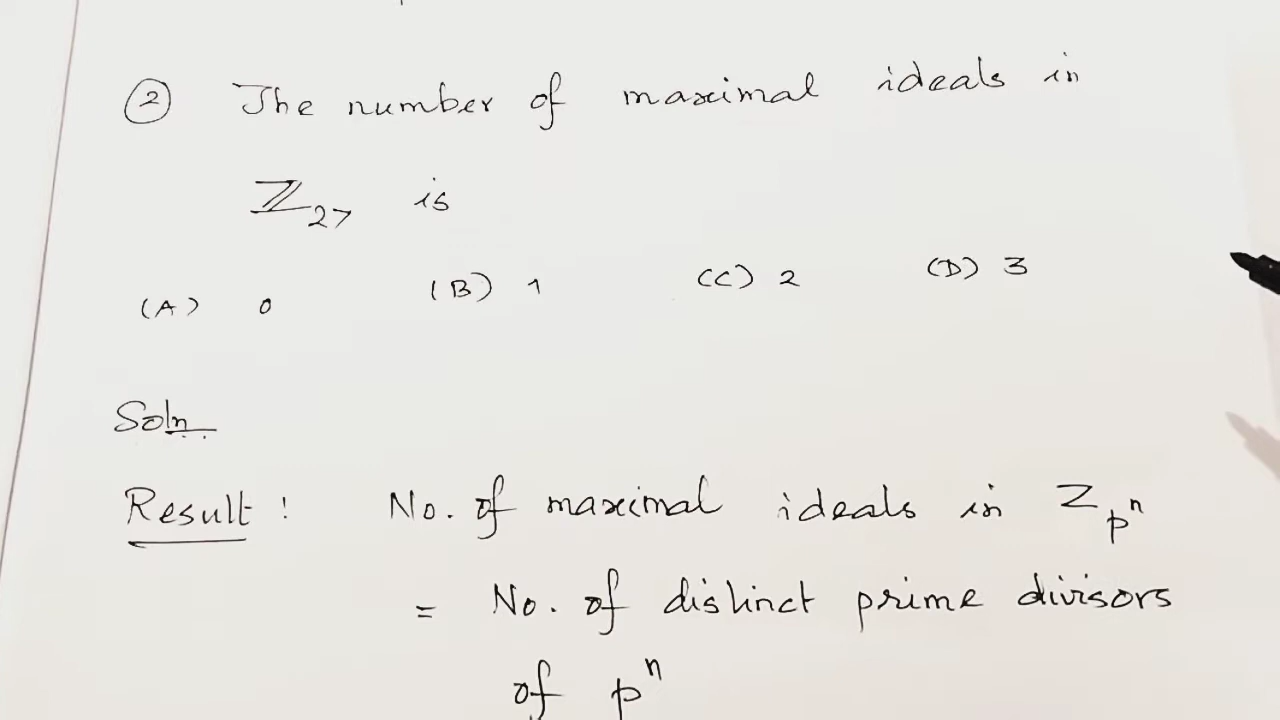 ② The number of maximal ideals in
ℤ₂₇ is
(A) 0 (B) 1 (C) 2 (D) 3
Soln
Result : No. of maximal ideals in Z_{p^n}
= No. of distinct prime divisors
of pⁿ